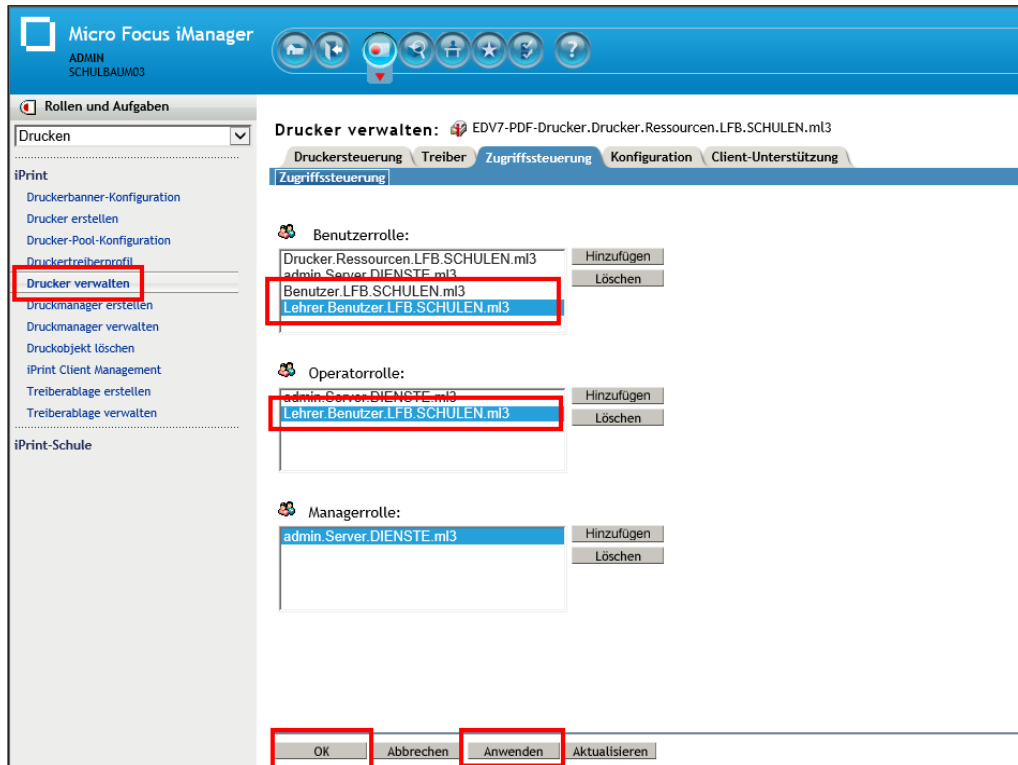 Micro Focus iManager
ADMIN
SCHULBAUM03
Rollen und Aufgaben
Drucken
iPrint
Druckerbanner-Konfiguration
Drucker erstellen
Drucker-Pool-Konfiguration
Druckertreiberprofil
Drucker verwalten
Druckmanager erstellen
Druckmanager verwalten
Druckobjekt löschen
iPrint Client Management
Treiberablage erstellen
Treiberablage verwalten
iPrint-Schule
Drucker verwalten: EDV7-PDF-Drucker.Drucker.Ressourcen.LFB.SCHULEN.ml3
Druckersteuerung Treiber Zugriffssteuerung Konfiguration Client-Unterstützung
Zugriffssteuerung
Benutzerrolle:
Drucker.Ressourcen.LFB.SCHULEN.ml3
admin.Server.DIENSTE.ml3
Benutzer.LFB.SCHULEN.ml3
Lehrer.Benutzer.LFB.SCHULEN.ml3
Hinzufügen
Löschen
Operatorrolle:
admin.Server.DIENSTE.ml3
Lehrer.Benutzer.LFB.SCHULEN.ml3
Hinzufügen
Löschen
Managerrolle:
admin.Server.DIENSTE.ml3
Hinzufügen
Löschen
OK Abbrechen Anwenden Aktualisieren